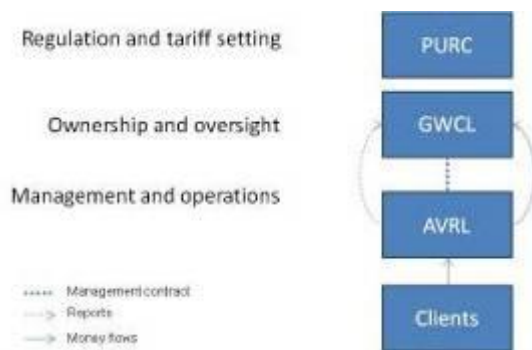 Regulation and tariff setting
PURC
Ownership and oversight
GWCL
Management and operations
AVRL
Management contract
Reports
Money flows
Clients